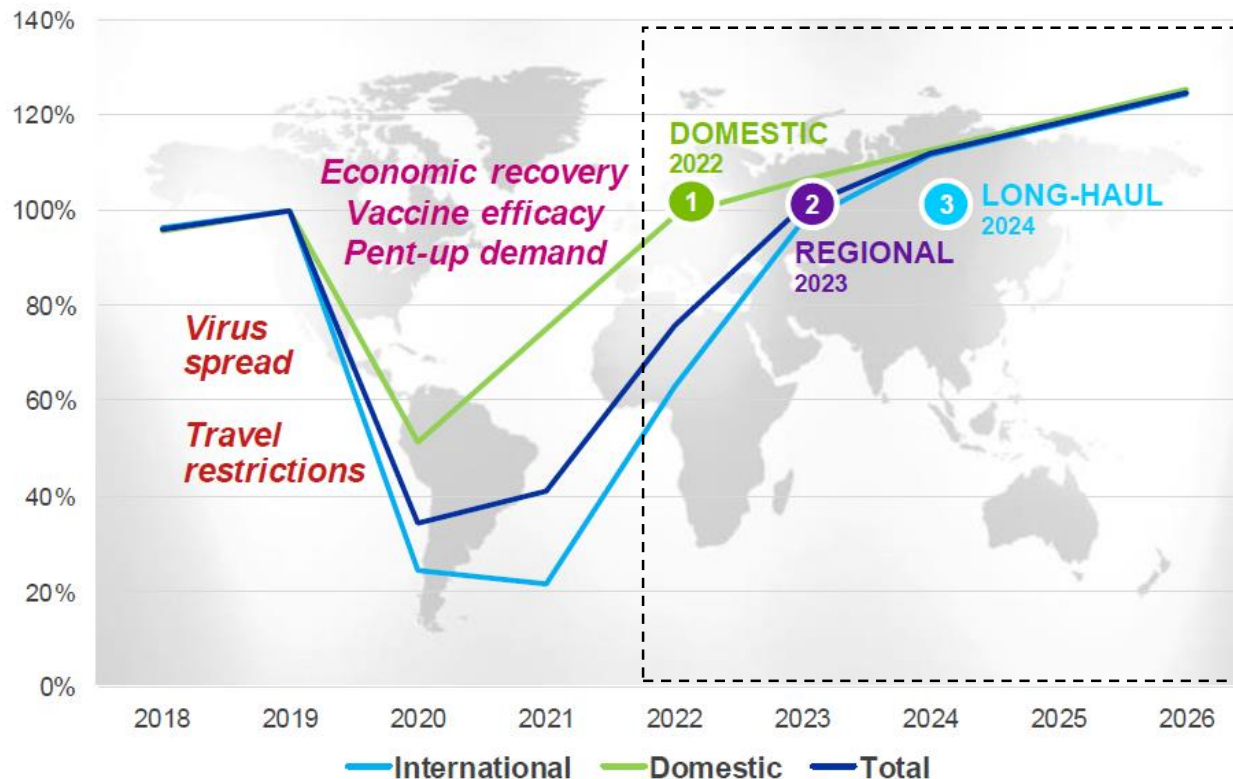 140%
120%
100%
80%
60%
40%
20%
0%
Economic recovery
Vaccine efficacy
Pent-up demand
Virus
spread
Travel
restrictions
DOMESTIC
2022
1
2
REGIONAL
2023
3
LONG-HAUL
2024
2018 2019 2020 2021 2022 2023 2024 2025 2026
International Domestic Total